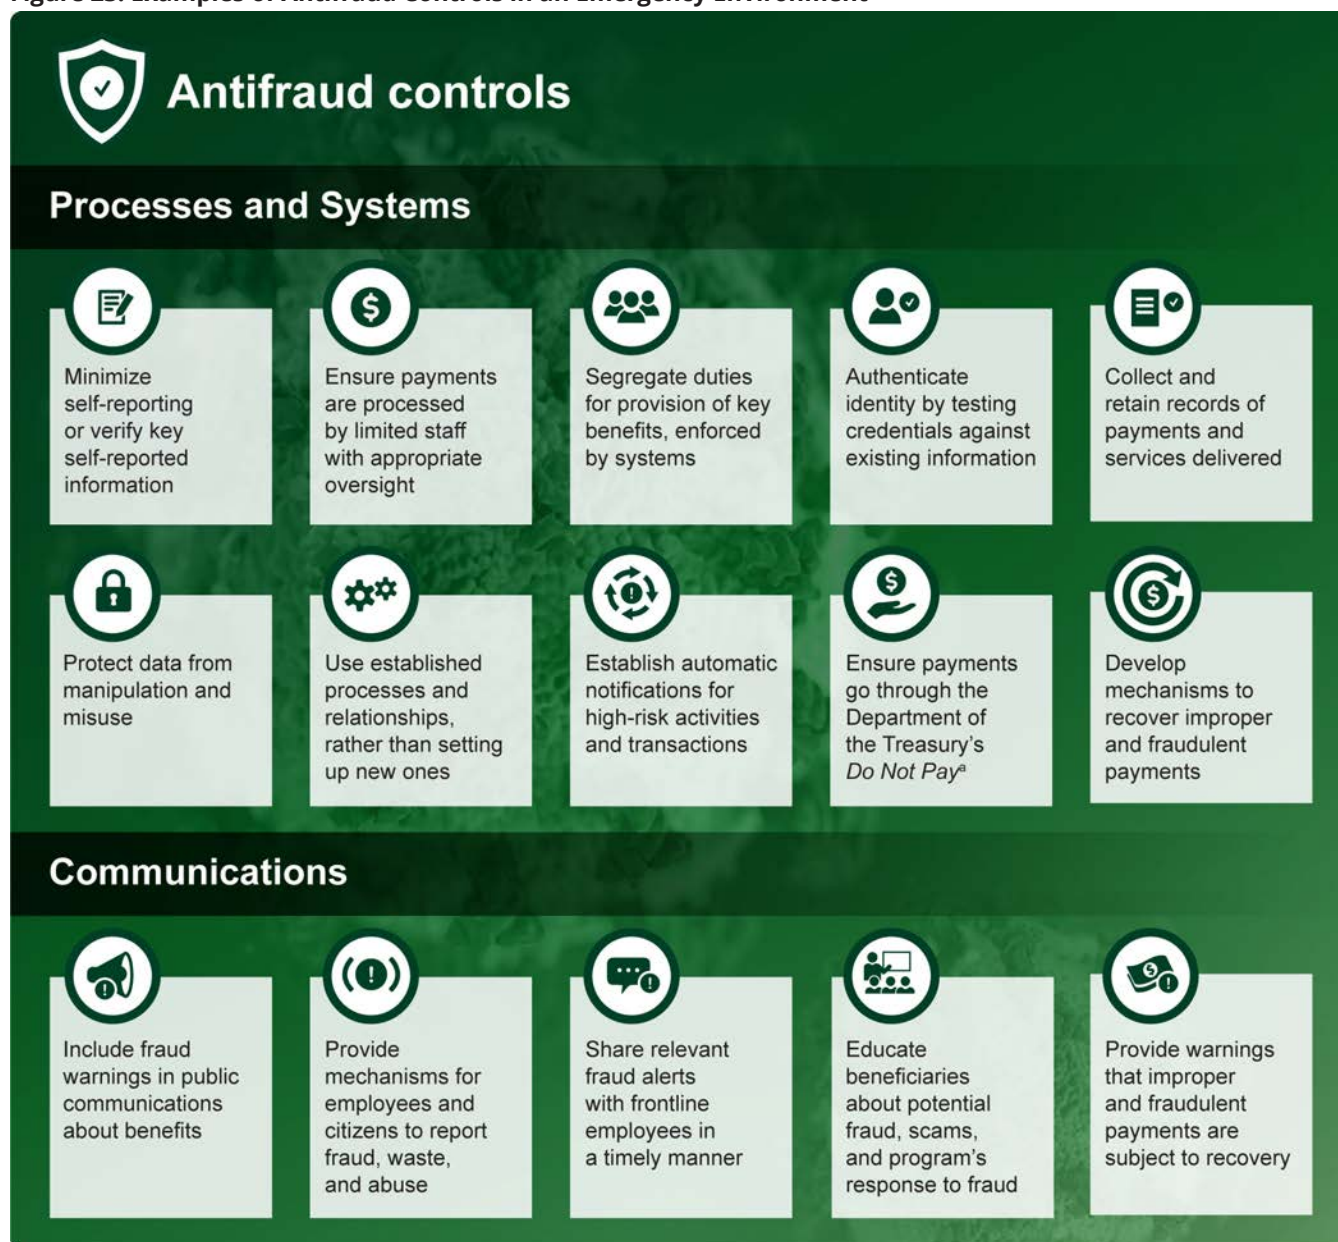 Antifraud controls
Processes and Systems
Minimize
self-reporting
or verify key
self-reported
information
Ensure payments
are processed
by limited staff
with appropriate
oversight
Segregate duties
for provision of key
benefits, enforced
by systems
Authenticate
identity by testing
credentials against
existing information
Collect and
retain records of
payments and
services delivered
Protect data from
manipulation and
misuse
Use established
processes and
relationships,
rather than setting
up new ones
Establish automatic
notifications for
high-risk activities
and transactions
Ensure payments
go through the
Department of
the Treasury's
Do Not Payᵃ
Develop
mechanisms to
recover improper
and fraudulent
payments
Communications
Include fraud
warnings in public
communications
about benefits
Provide
mechanisms for
employees and
citizens to report
fraud, waste,
and abuse
Share relevant
fraud alerts
with frontline
employees in
a timely manner
Educate
beneficiaries
about potential
fraud, scams,
and program's
response to fraud
Provide warnings
that improper
and fraudulent
payments are
subject to recovery